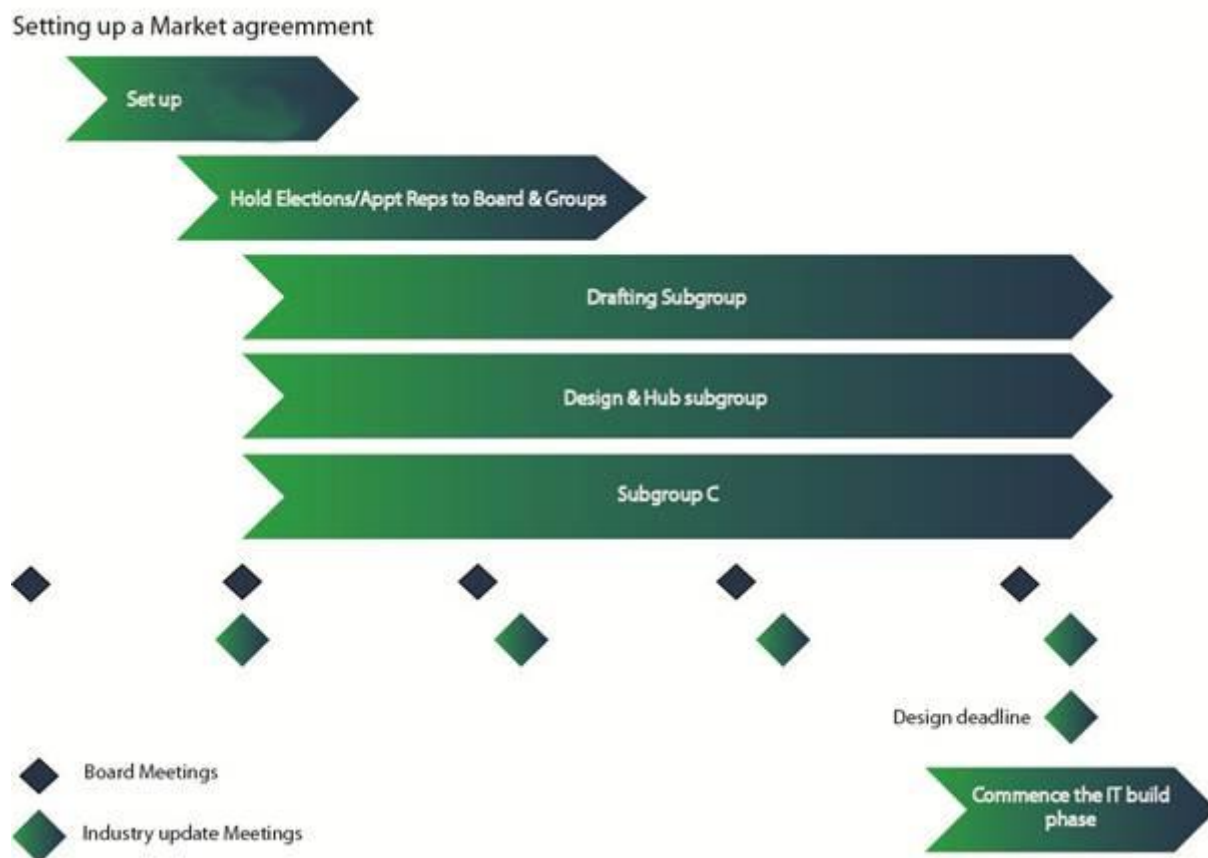 Setting up a Market agreemment
Set up
Hold Elections/Appt Reps to Board & Groups
Drafting Subgroup
Design & Hub subgroup
Subgroup C
Design deadline
Board Meetings
Commence the IT build
phase
Industry update Meetings